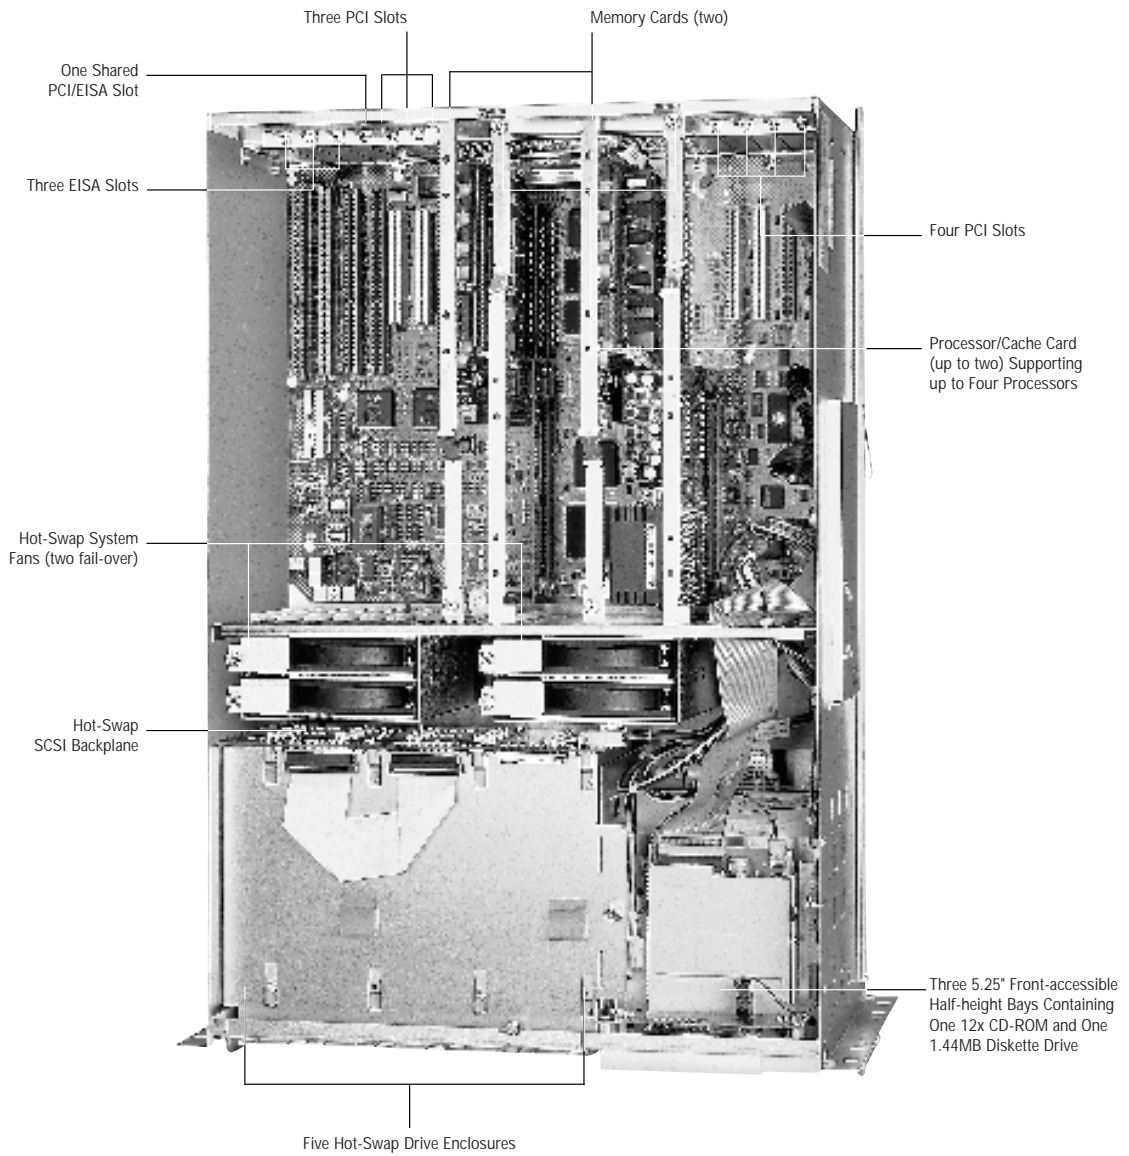 Three PCI Slots
Memory Cards (two)
One Shared
PCI/EISA Slot
Three EISA Slots
Four PCI Slots
Processor/Cache Card
(up to two) Supporting
up to Four Processors
Hot-Swap System
Fans (two fail-over)
Hot-Swap
SCSI Backplane
Three 5.25" Front-accessible
Half-height Bays Containing
One 12x CD-ROM and One
1.44MB Diskette Drive
Five Hot-Swap Drive Enclosures